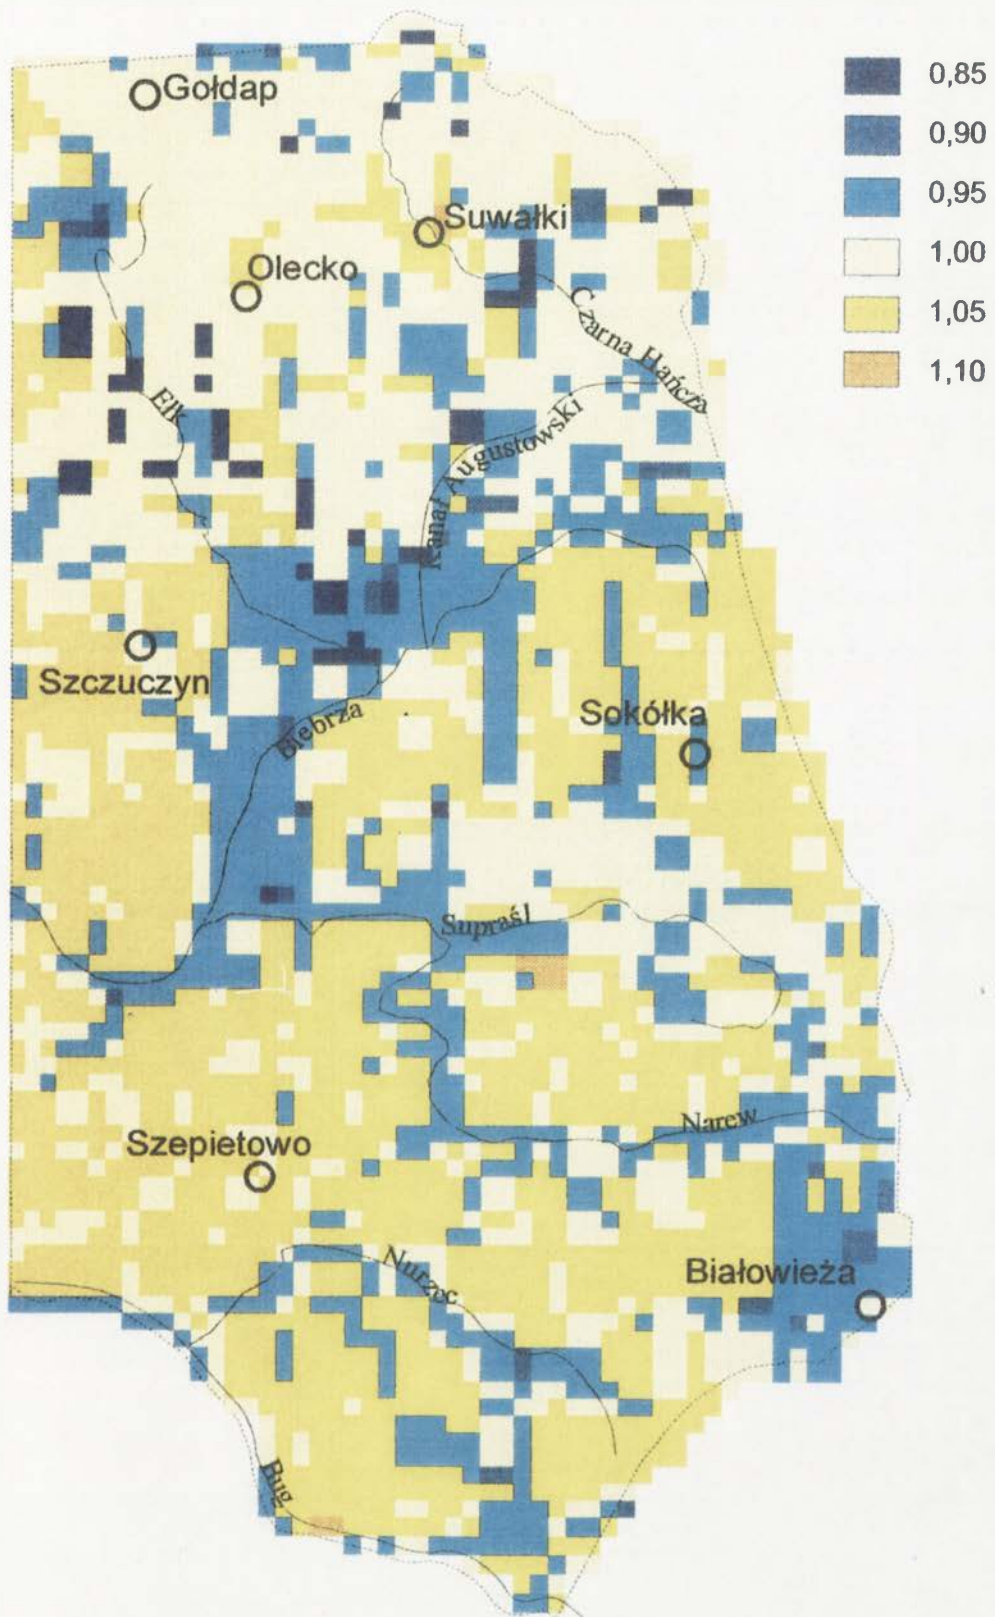 0,85
Gołdap
0,90
0,95
Suwałki
1,00
Olecko
1,05
Czarna Hańcza
1,10
Ełk
Kanał Augustowski
Szczuczyn
Sokółka
Biebrza
Supraśl
Narew
Szepietowo
Nurzec
Białowieża
Bug